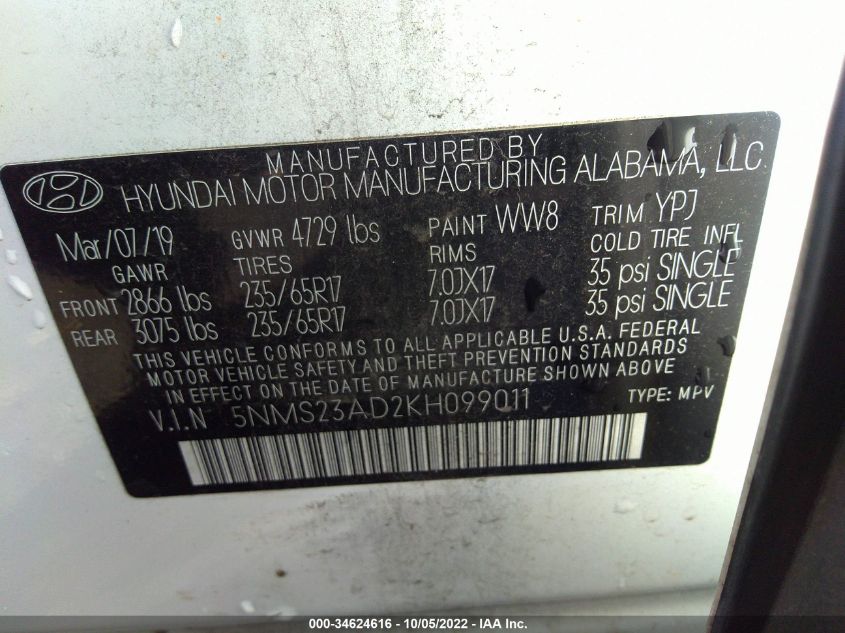 MANUFACTURED BY
HYUNDAI MOTOR MANUFACTURING ALABAMA, LLC.
Mar/07/19 GVWR 4729 lbs PAINT WW8 TRIM YPJ
GAWR TIRES RIMS COLD TIRE INFL
FRONT 2866 lbs 235/65R17 7.0JX17 35 psi SINGLE
REAR 3075 lbs 235/65R17 7.0JX17 35 psi SINGLE
THIS VEHICLE CONFORMS TO ALL APPLICABLE U.S.A. FEDERAL
MOTOR VEHICLE SAFETY AND THEFT PREVENTION STANDARDS
IN EFFECT ON THE DATE OF MANUFACTURE SHOWN ABOVE
V.I.N 5NMS23AD2KH099011 TYPE: MPV
000-34624616 - 10/05/2022 - IAA Inc.